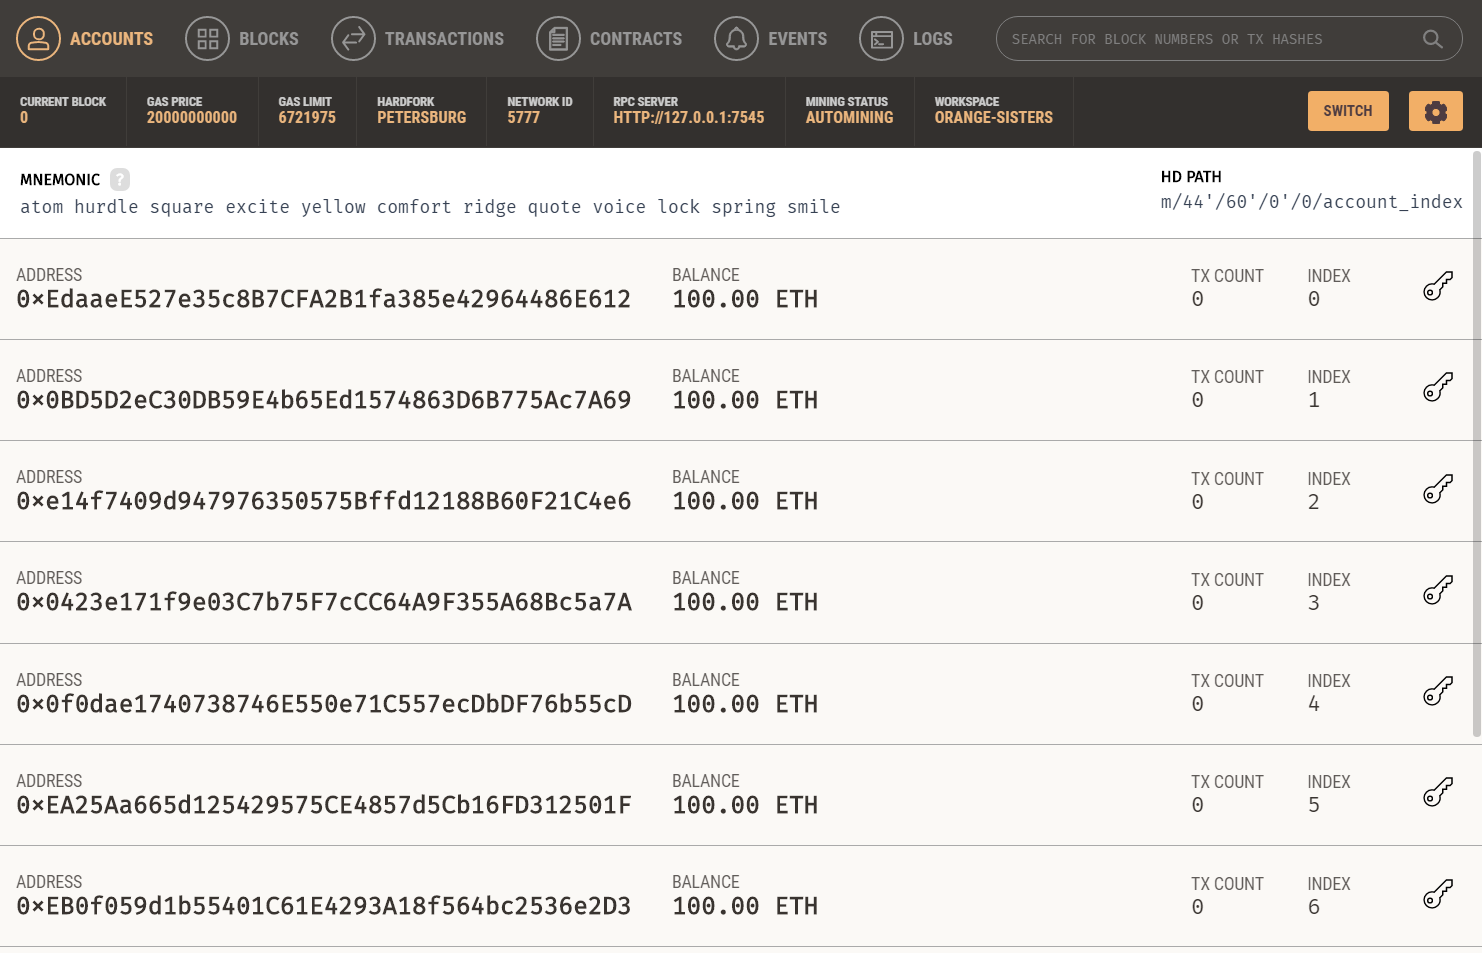 ACCOUNTS BLOCKS TRANSACTIONS CONTRACTS EVENTS LOGS SEARCH FOR BLOCK NUMBERS OR TX HASHES
CURRENT BLOCK GAS PRICE GAS LIMIT HARDFORK NETWORK ID RPC SERVER MINING STATUS WORKSPACE
0 20000000000 6721975 PETERSBURG 5777 HTTP://127.0.0.1:7545 AUTOMINING ORANGE-SISTERS
SWITCH
MNEMONIC ? HD PATH
atom hurdle square excite yellow comfort ridge quote voice lock spring smile m/44'/60'/0'/0/account_index
ADDRESS BALANCE TX COUNT INDEX
0×EdaaeE527e35c8B7CFA2B1fa385e42964486E612 100.00 ETH 0 0
ADDRESS BALANCE TX COUNT INDEX
0×0BD5D2eC30DB59E4b65Ed1574863D6B775Ac7A69 100.00 ETH 0 1
ADDRESS BALANCE TX COUNT INDEX
0×e14f7409d947976350575Bffd12188B60F21C4e6 100.00 ETH 0 2
ADDRESS BALANCE TX COUNT INDEX
0×0423e171f9e03C7b75F7cCC64A9F355A68Bc5a7A 100.00 ETH 0 3
ADDRESS BALANCE TX COUNT INDEX
0×0f0dae1740738746E550e71C557ecDbDF76b55cD 100.00 ETH 0 4
ADDRESS BALANCE TX COUNT INDEX
0×EA25Aa665d125429575CE4857d5Cb16FD312501F 100.00 ETH 0 5
ADDRESS BALANCE TX COUNT INDEX
0×EB0f059d1b55401C61E4293A18f564bc2536e2D3 100.00 ETH 0 6